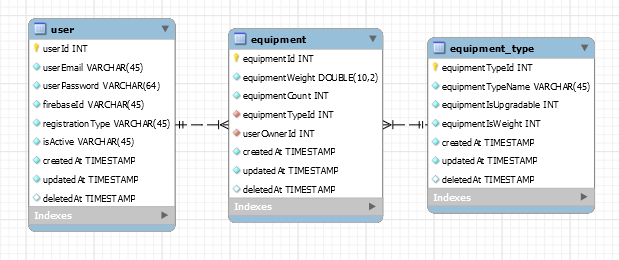 user
userId INT
userEmail VARCHAR(45)
userPassword VARCHAR(64)
firebaseId VARCHAR(45)
registrationType VARCHAR(45)
isActive VARCHAR(45)
createdAt TIMESTAMP
updatedAt TIMESTAMP
deletedAt TIMESTAMP
Indexes
equipment
equipmentId INT
equipmentWeight DOUBLE(10,2)
equipmentCount INT
equipmentTypeId INT
userOwnerId INT
createdAt TIMESTAMP
updatedAt TIMESTAMP
deletedAt TIMESTAMP
Indexes
equipment_type
equipmentTypeId INT
equipmentTypeName VARCHAR(45)
equipmentIsUpgradable INT
equipmentIsWeight INT
createdAt TIMESTAMP
updatedAt TIMESTAMP
deletedAt TIMESTAMP
Indexes